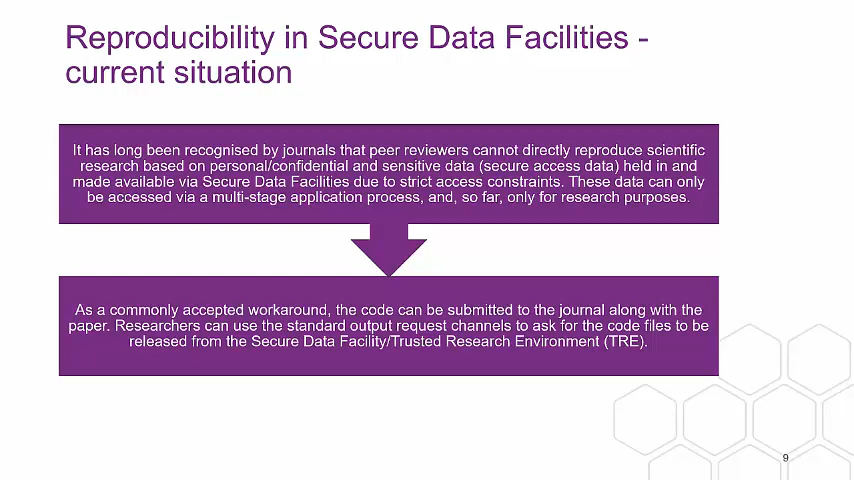 Reproducibility in Secure Data Facilities -
current situation
It has long been recognised by journals that peer reviewers cannot directly reproduce scientific
research based on personal/confidential and sensitive data (secure access data) held in and
made available via Secure Data Facilities due to strict access constraints. These data can only
be accessed via a multi-stage application process, and, so far, only for research purposes.
As a commonly accepted workaround, the code can be submitted to the journal along with the
paper. Researchers can use the standard output request channels to ask for the code files to be
released from the Secure Data Facility/Trusted Research Environment (TRE).
9